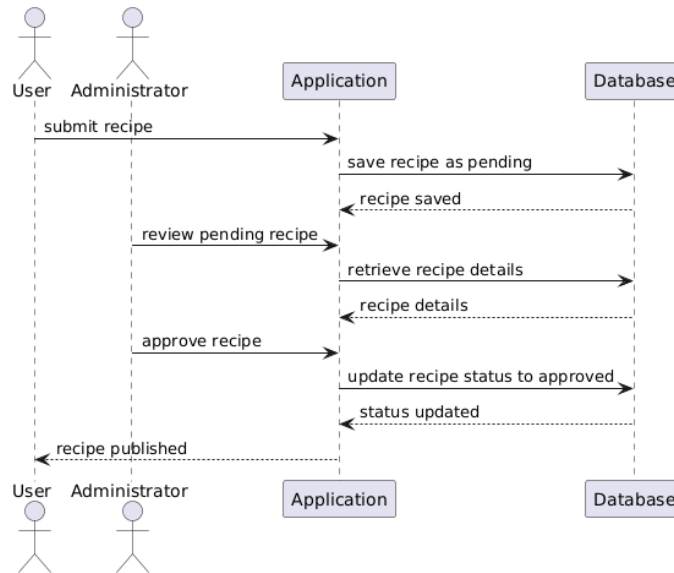 User Administrator Application Database
submit recipe
save recipe as pending
recipe saved
review pending recipe
retrieve recipe details
recipe details
approve recipe
update recipe status to approved
status updated
recipe published
User Administrator Application Database